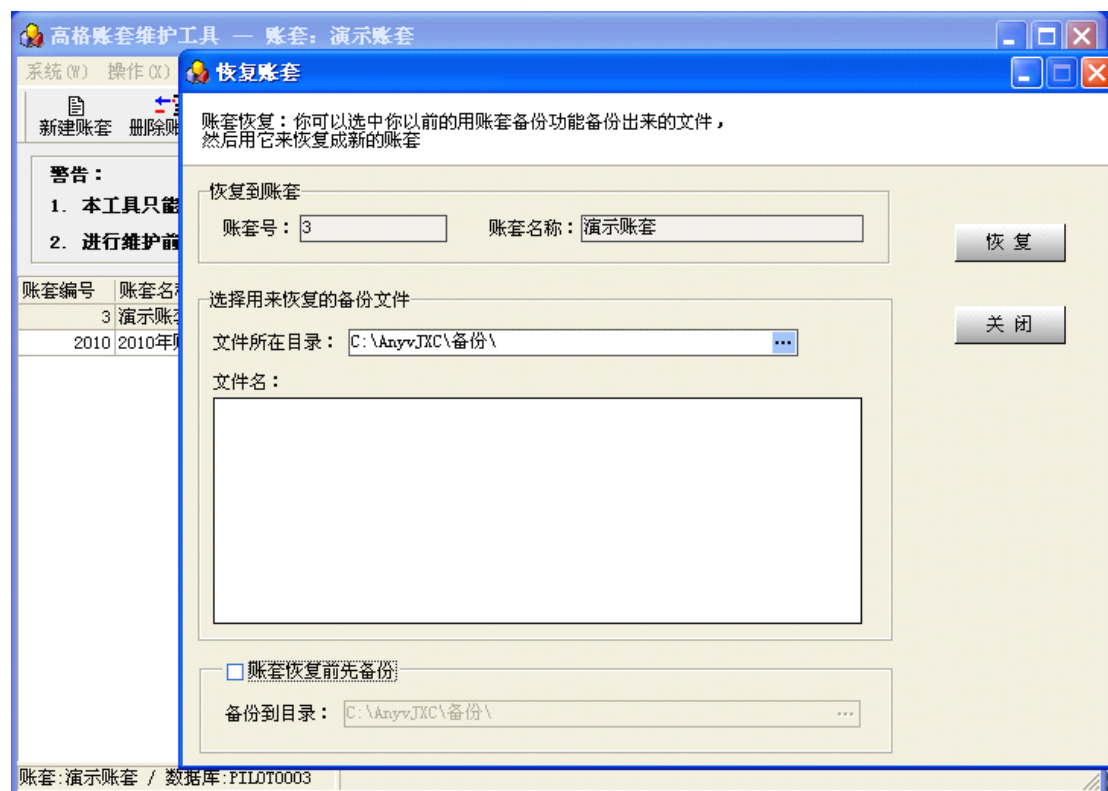 高格账套维护工具 — 账套：演示账套
系统(W) 操作(X)
恢复账套
新建账套 删除账
账套恢复：你可以选中你以前的用账套备份功能备份出来的文件，
然后用它来恢复成新的账套
警告：
1. 本工具只能
2. 进行维护前
恢复到账套
账套号：3 账套名称：演示账套
恢 复
账套编号 账套名称
3 演示账套
2010 2010年账
选择用来恢复的备份文件
文件所在目录：C:\AnyvJXC\备份\ ...
关 闭
文件名：
账套恢复前先备份
备份到目录：C:\AnyvJXC\备份\ ...
账套:演示账套 / 数据库:PILOT0003